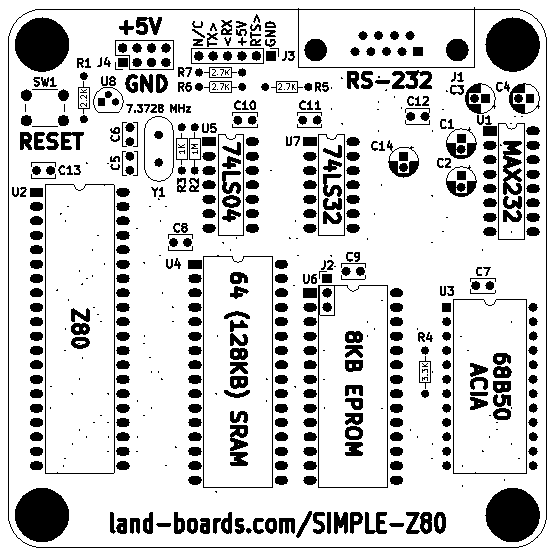 +5V
J4
GND
N/C
TX>
<RX
+5V
RTS>
GND
J3
RS-232
R1
2.2K
U8
SW1
RESET
R7
2.7K
R6
2.7K
2.7K
R5
J1
C3
C4
7.3728 MHz
C10
C11
C12
C6
C5
Y1
1K
1M
R3
R2
U5
74LS04
U7
74LS32
C14
C1
C2
U1
MAX232
C13
U2
Z80
C8
U4
64 (128KB) SRAM
J2
U6
C9
8KB EPROM
C7
U3
R4
3.3K
68B50
ACIA
land-boards.com/SIMPLE-Z80